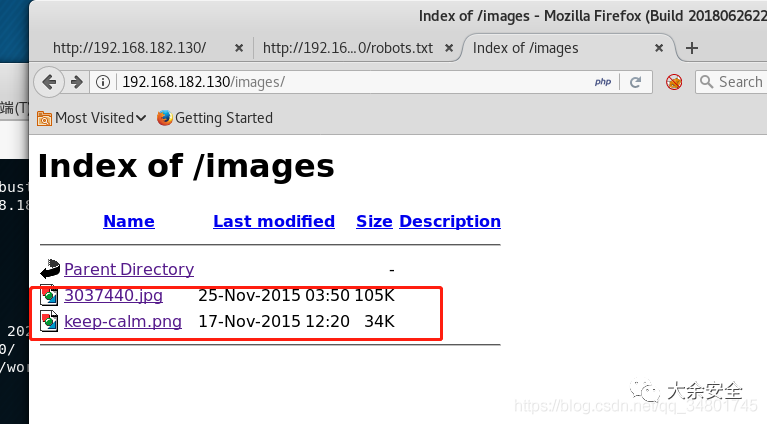 Index of /images - Mozilla Firefox (Build 2018062622
http://192.168.182.130/ × http://192.16...0/robots.txt × Index of /images × +
192.168.182.130/images/ php Search
端(T)
Most Visited Getting Started
Index of /images
bust
8.18
Name Last modified Size Description
Parent Directory -
3037440.jpg 25-Nov-2015 03:50 105K
keep-calm.png 17-Nov-2015 12:20 34K
202
0/
/wor
大余安全
https://blog.csdn.net/qq_34801745